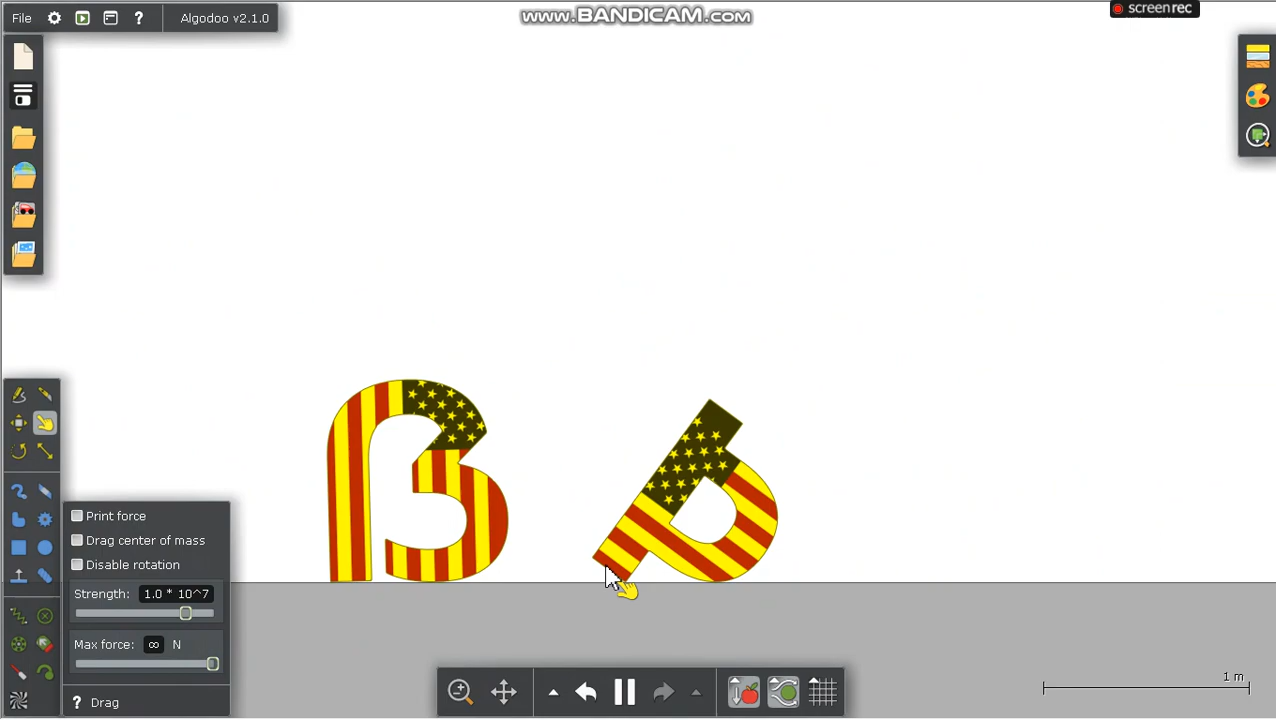 www.BANDICAM.com
screenrec
File ? Algodoo v2.1.0
ß Þ
Print force
Drag center of mass
Disable rotation
Strength: 1.0 * 10^7
Max force: ∞ N
? Drag
1 m